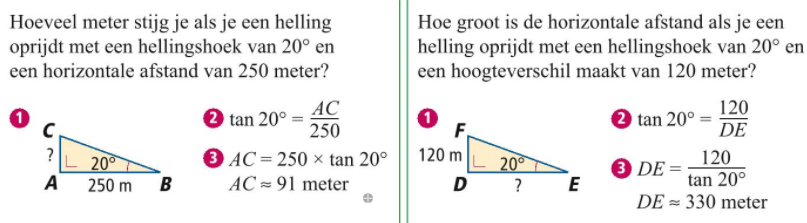 Hoeveel meter stijg je als je een helling
oprijdt met een hellingshoek van 20° en
een horizontale afstand van 250 meter?
1
C
?
20°
A 250 m B
2 tan 20° = AC / 250
3 AC = 250 × tan 20°
AC ≈ 91 meter
Hoe groot is de horizontale afstand als je een
helling oprijdt met een hellingshoek van 20° en
een hoogteverschil maakt van 120 meter?
1
F
120 m
20°
D ? E
2 tan 20° = 120 / DE
3 DE = 120 / tan 20°
DE ≈ 330 meter